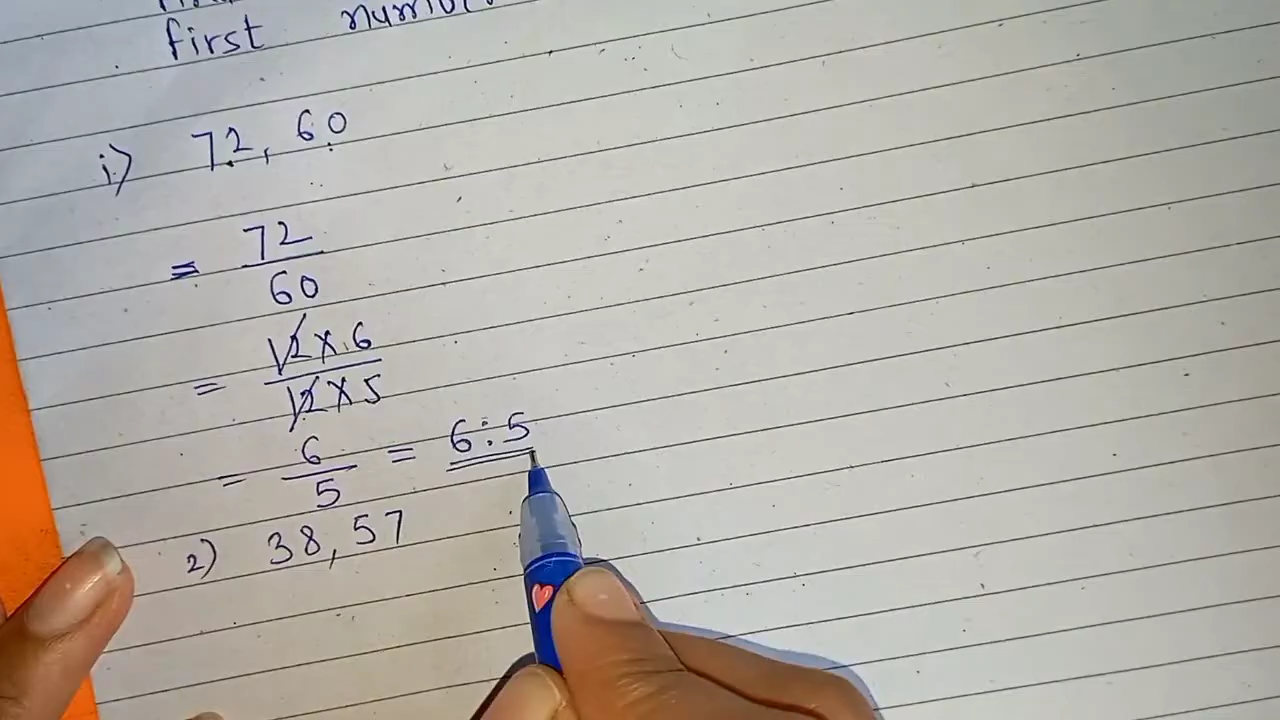 first
i) 72, 60
= 72/60
= 12 x 6 / 12 x 5
= 6/5 = 6:5
2) 38, 57